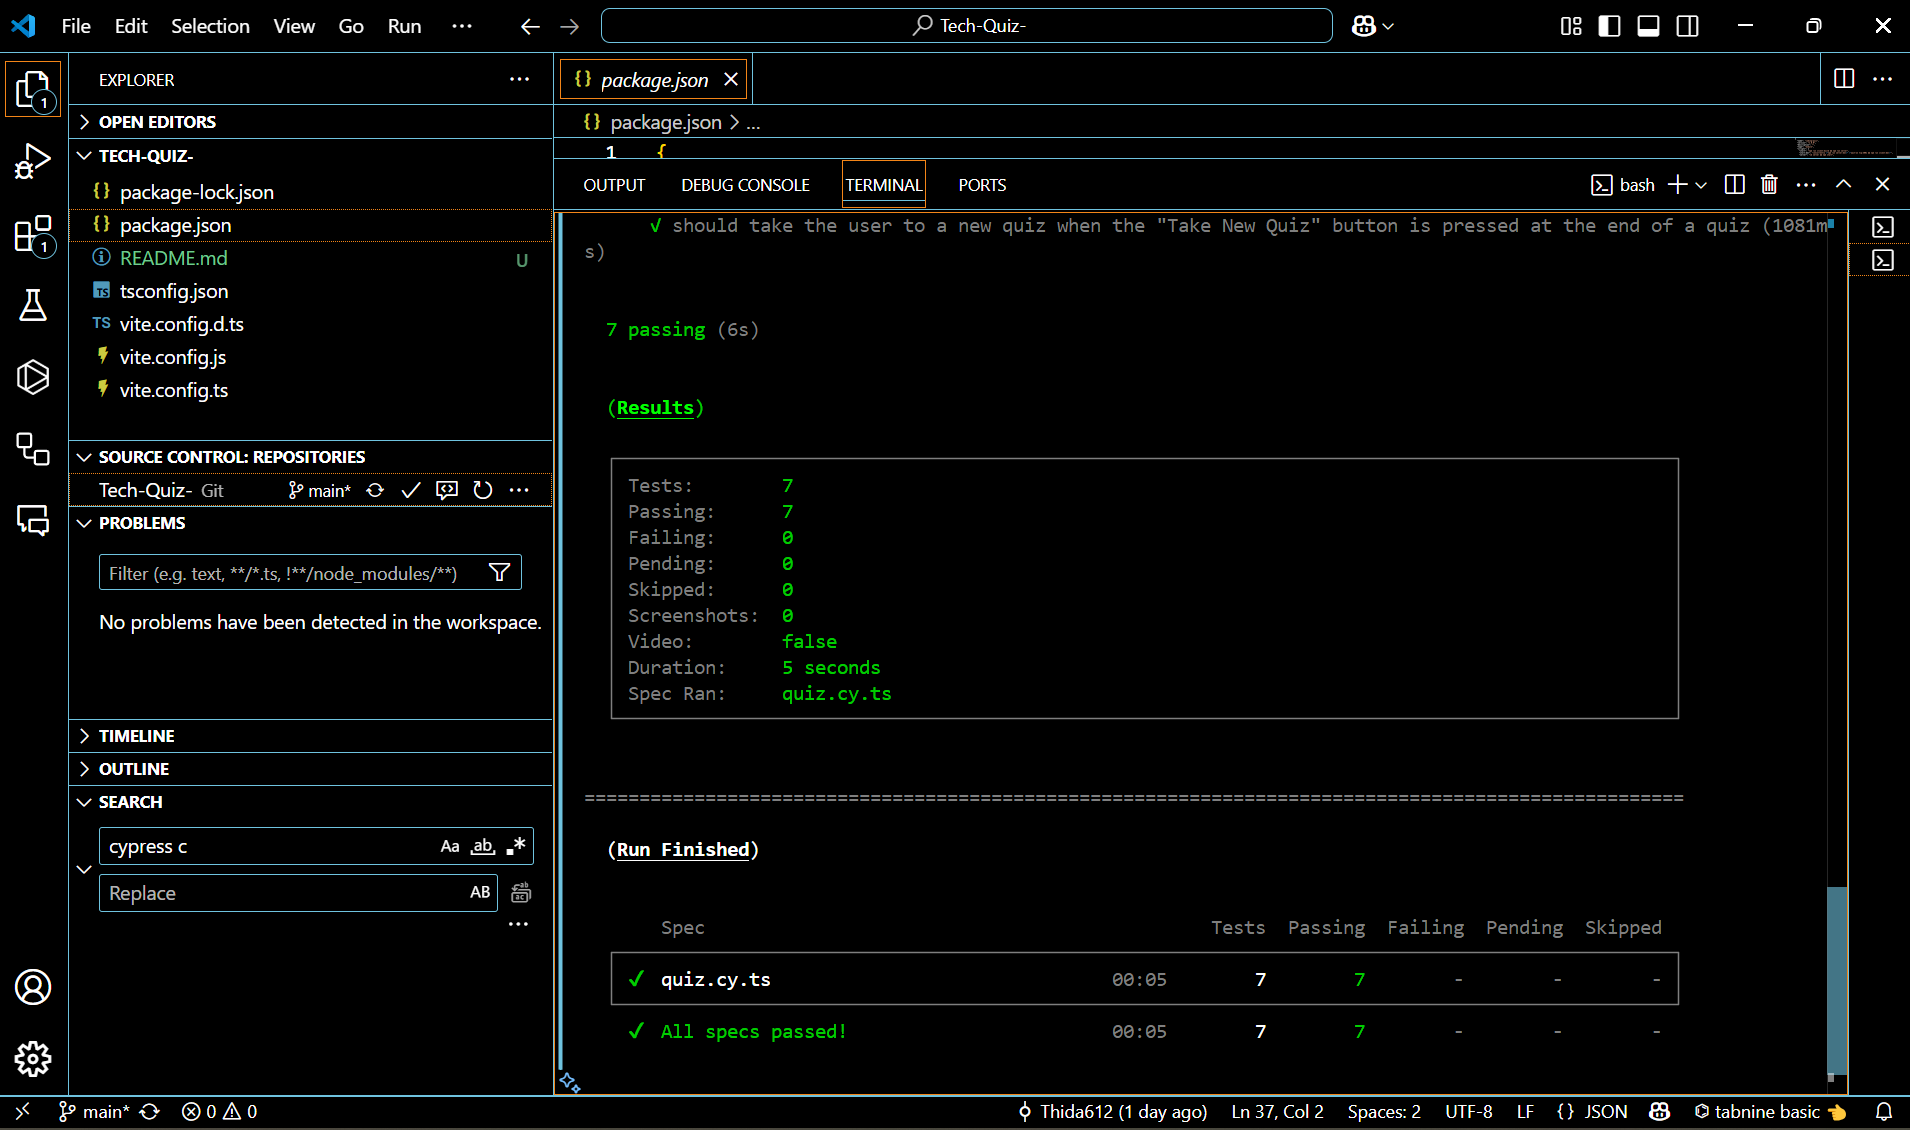 File Edit Selection View Go Run ...
Tech-Quiz-
EXPLORER
OPEN EDITORS
TECH-QUIZ-
{} package-lock.json
{} package.json
README.md U
TS tsconfig.json
TS vite.config.d.ts
vite.config.js
vite.config.ts
SOURCE CONTROL: REPOSITORIES
Tech-Quiz- Git main*
PROBLEMS
Filter (e.g. text, **/*.ts, !**/node_modules/**)
No problems have been detected in the workspace.
TIMELINE
OUTLINE
SEARCH
cypress c Aa ab .*
Replace AB
1
1
{} package.json
{} package.json > ...
1 {
OUTPUT DEBUG CONSOLE TERMINAL PORTS bash
√ should take the user to a new quiz when the "Take New Quiz" button is pressed at the end of a quiz (1081m
s)
7 passing (6s)
(Results)
Tests: 7
Passing: 7
Failing: 0
Pending: 0
Skipped: 0
Screenshots: 0
Video: false
Duration: 5 seconds
Spec Ran: quiz.cy.ts
====================================================================================================
(Run Finished)
Spec Tests Passing Failing Pending Skipped
✓ quiz.cy.ts 00:05 7 7 - - -
✓ All specs passed! 00:05 7 7 - - -
main* 0 0 Thida612 (1 day ago) Ln 37, Col 2 Spaces: 2 UTF-8 LF {} JSON tabnine basic 👈